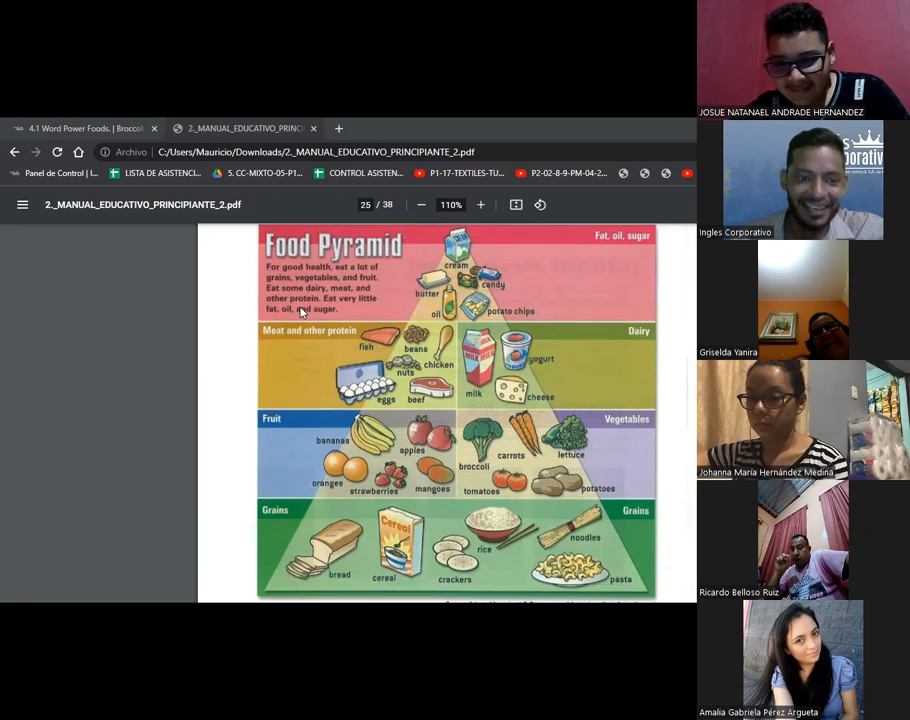 4.1 Word Power Foods. | Broccoli
2._MANUAL_EDUCATIVO_PRINCI
Archivo
C:/Users/Mauricio/Downloads/2._MANUAL_EDUCATIVO_PRINCIPIANTE_2.pdf
Panel de Control | I...
LISTA DE ASISTENCI...
5. CC-MIXTO-05-P1...
CONTROL ASISTEN...
P1-17-TEXTILES-TU...
P2-02-8-9-PM-04-2...
2._MANUAL_EDUCATIVO_PRINCIPIANTE_2.pdf
25 / 38
110%
Food Pyramid
For good health, eat a lot of
grains, vegetables, and fruit.
Eat some dairy, meat, and
other protein. Eat very little
fat, oil, and sugar.
Fat, oil, sugar
cream
butter
candy
oil
potato chips
Meat and other protein
Dairy
fish
beans
chicken
nuts
eggs
beef
milk
yogurt
cheese
Fruit
Vegetables
bananas
apples
oranges
strawberries
mangoes
broccoli
carrots
lettuce
tomatoes
potatoes
Grains
Grains
bread
Cereal
cereal
crackers
rice
noodles
pasta
JOSUE NATANAEL ANDRADE HERNANDEZ
Ingles Corporativo
Griselda Yanira
Johanna María Hernández Medina
Ricardo Belloso Ruiz
Amalia Gabriela Pérez Argueta